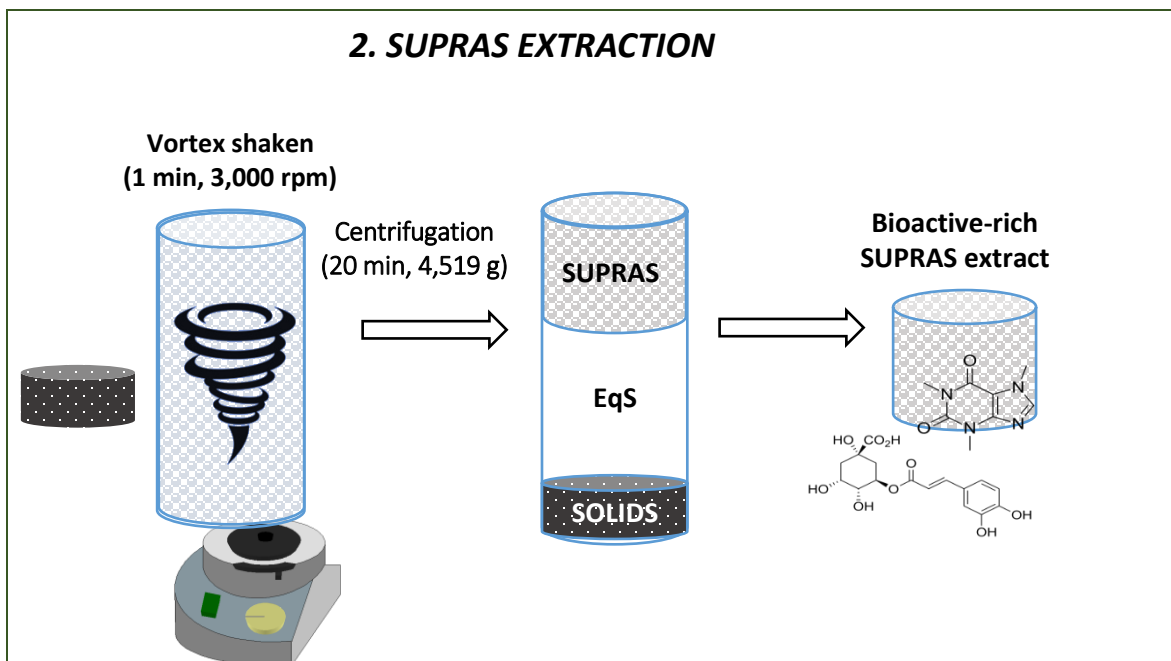 2. SUPRAS EXTRACTION
Vortex shaken
(1 min, 3,000 rpm)
Centrifugation
(20 min, 4,519 g)
SUPRAS
EqS
SOLIDS
Bioactive-rich
SUPRAS extract
O
N
N
O
N
N
HO
CO₂H
O
HO
O
OH
OH
OH